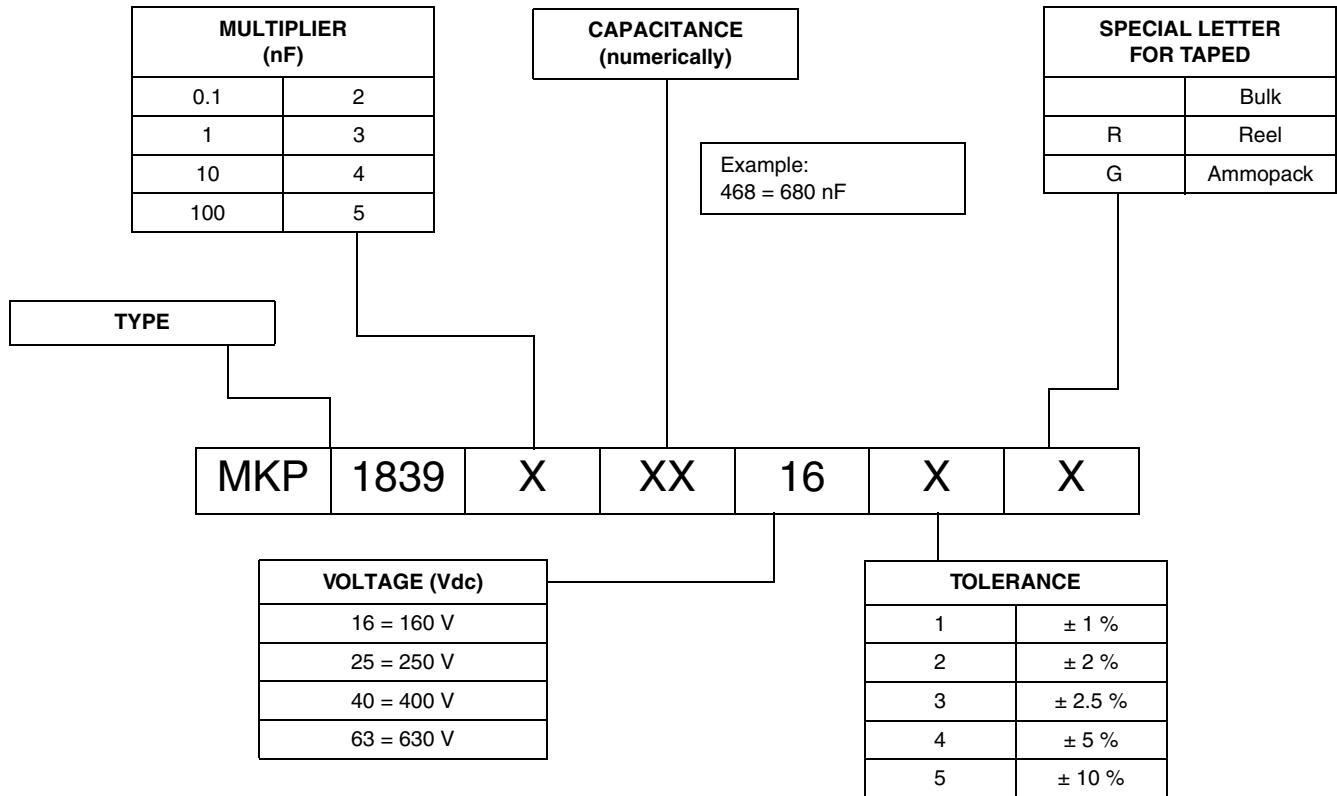 MULTIPLIER
(nF)
0.1 2
1 3
10 4
100 5
CAPACITANCE
(numerically)
SPECIAL LETTER
FOR TAPED
Bulk
R Reel
G Ammopack
Example:
468 = 680 nF
TYPE
MKP 1839 X XX 16 X X
VOLTAGE (Vdc)
16 = 160 V
25 = 250 V
40 = 400 V
63 = 630 V
TOLERANCE
1 ± 1 %
2 ± 2 %
3 ± 2.5 %
4 ± 5 %
5 ± 10 %